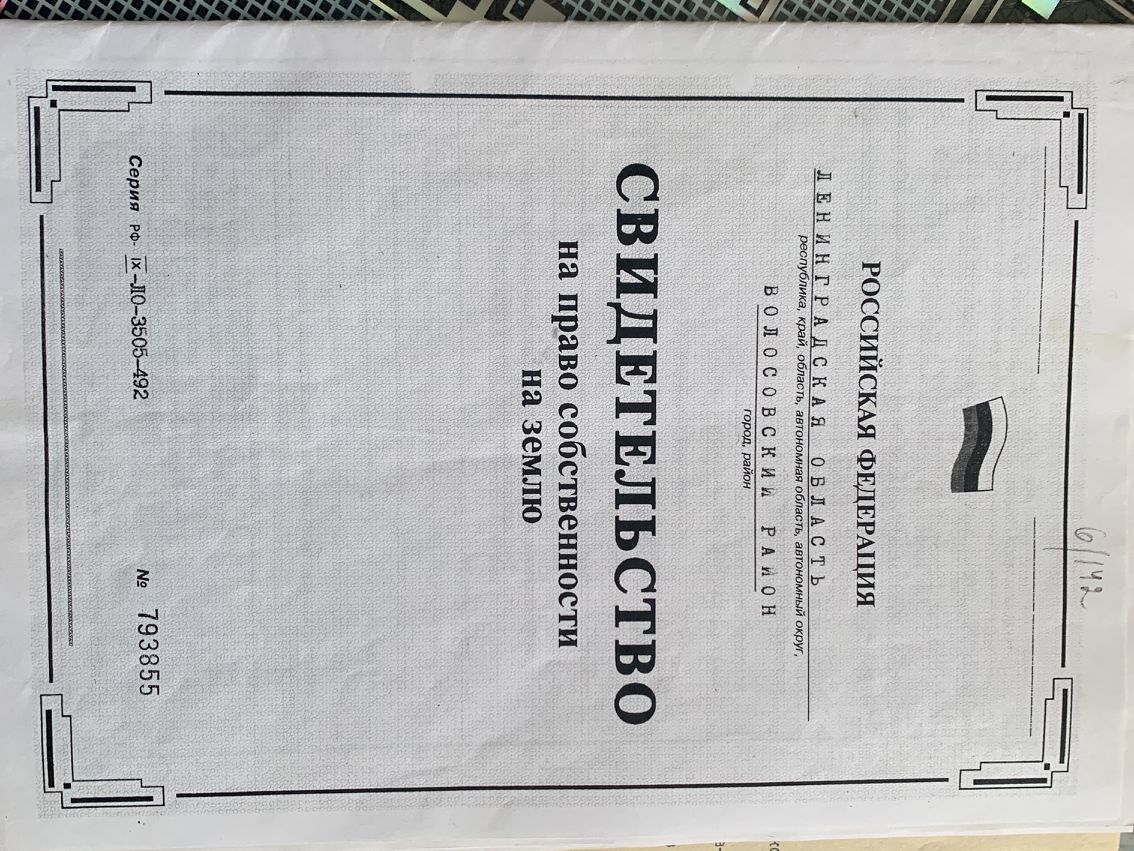 6/142
РОССИЙСКАЯ ФЕДЕРАЦИЯ
ЛЕНИНГРАДСКАЯ ОБЛАСТЬ
республика, край, область, автономная область, автономный округ,
ВОЛОСОВСКИЙ РАЙОН
город, район
СВИДЕТЕЛЬСТВО
на право собственности
на землю
Серия РФ- IX -ЛО-3505-492 № 793855